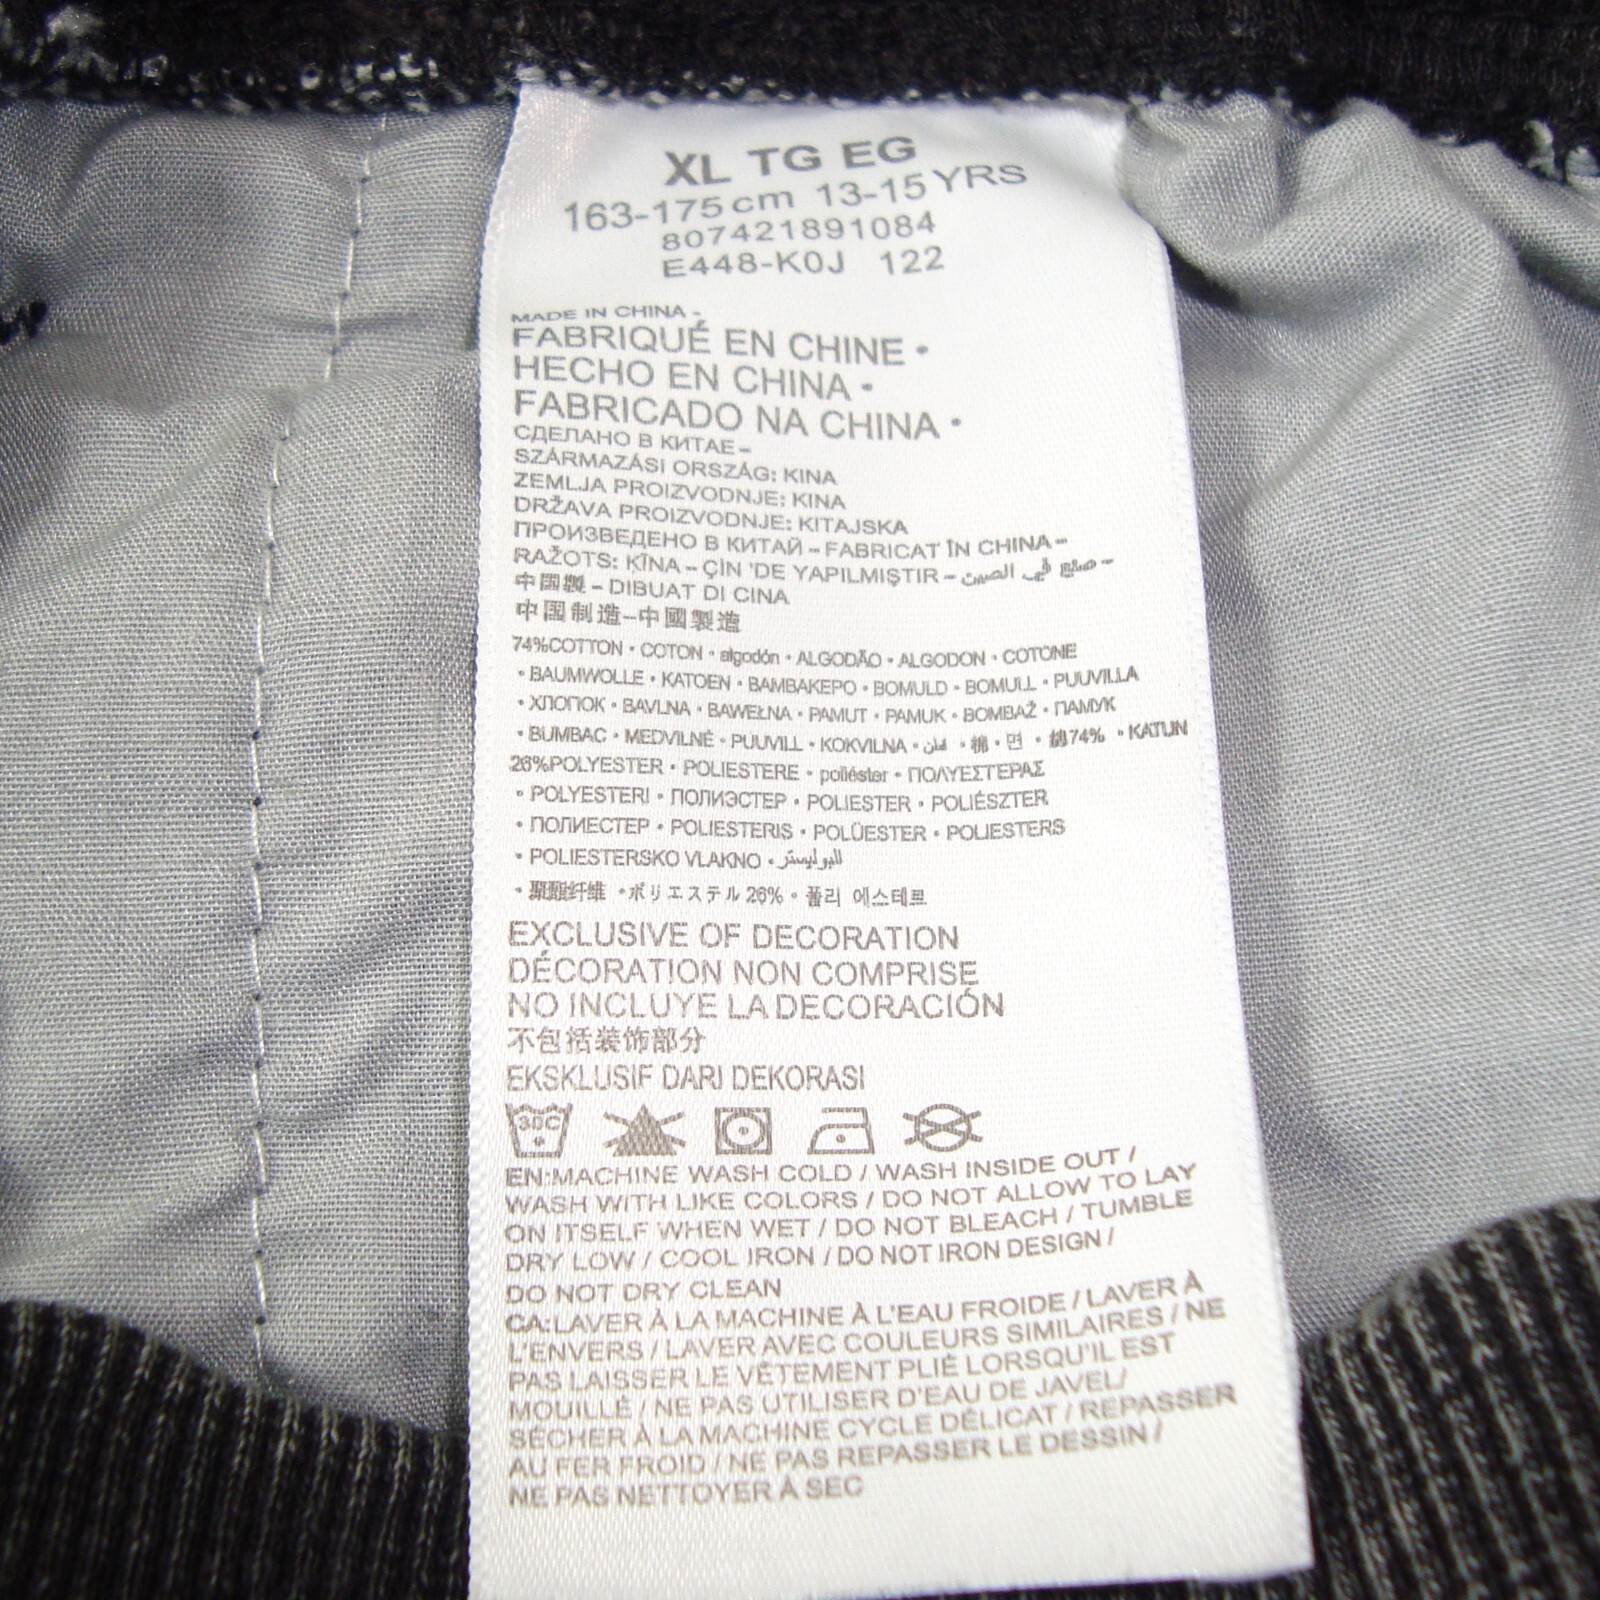 XL TG EG
163-175cm 13-15YRS
807421891084
E448-K0J 122
MADE IN CHINA -
FABRIQUÉ EN CHINE •
HECHO EN CHINA •
FABRICADO NA CHINA •
СДЕЛАНО В КИТАЕ –
SZÁRMAZÁSI ORSZÁG: KINA
ZEMLJA PROIZVODNJE: KINA
DRŽAVA PROIZVODNJE: KITAJSKA
ПРОИЗВЕДЕНО В КИТАЙ – FABRICAT ÎN CHINA –
RAŽOTS: ĶĪNA – ÇİN 'DE YAPILMIŞTIR – صنع في الصين –
中國製 – DIBUAT DI CINA
中国制造–中國製造
74%COTTON • COTON • algodón • ALGODÃO • ALGODON • COTONE
• BAUMWOLLE • KATOEN • ΒΑΜΒΑΚΕΡΟ • BOMULD • BOMULL • PUUVILLA
• ХЛОПОК • BAVLNA • BAWEŁNA • PAMUT • PAMUK • BOMBAŽ • ПАМУК
• BUMBAC • MEDVILNĖ • PUUVILL • KOKVILNA • قطن • 棉 • 면 • 綿74% • KATUN
26%POLYESTER • POLIESTERE • poliéster • ΠΟΛΥΕΣΤΕΡΑΣ
• POLYESTERI • ПОЛИЭСТЕР • POLIESTER • POLIÉSZTER
• ПОЛИЕСТЕР • POLIESTERIS • POLÜESTER • POLIESTERS
• POLIESTERSKO VLAKNO • البوليستر
• 聚酯纤维 • ポリエステル 26% • 폴리 에스테르
EXCLUSIVE OF DECORATION
DÉCORATION NON COMPRISE
NO INCLUYE LA DECORACIÓN
不包括装饰部分
EKSKLUSIF DARI DEKORASI
30C
EN:MACHINE WASH COLD / WASH INSIDE OUT /
WASH WITH LIKE COLORS / DO NOT ALLOW TO LAY
ON ITSELF WHEN WET / DO NOT BLEACH / TUMBLE
DRY LOW / COOL IRON / DO NOT IRON DESIGN /
DO NOT DRY CLEAN
CA:LAVER À LA MACHINE À L'EAU FROIDE / LAVER À
L'ENVERS / LAVER AVEC COULEURS SIMILAIRES / NE
PAS LAISSER LE VÊTEMENT PLIÉ LORSQU'IL EST
MOUILLÉ / NE PAS UTILISER D'EAU DE JAVEL/
SÉCHER À LA MACHINE CYCLE DÉLICAT / REPASSER
AU FER FROID / NE PAS REPASSER LE DESSIN /
NE PAS NETTOYER À SEC